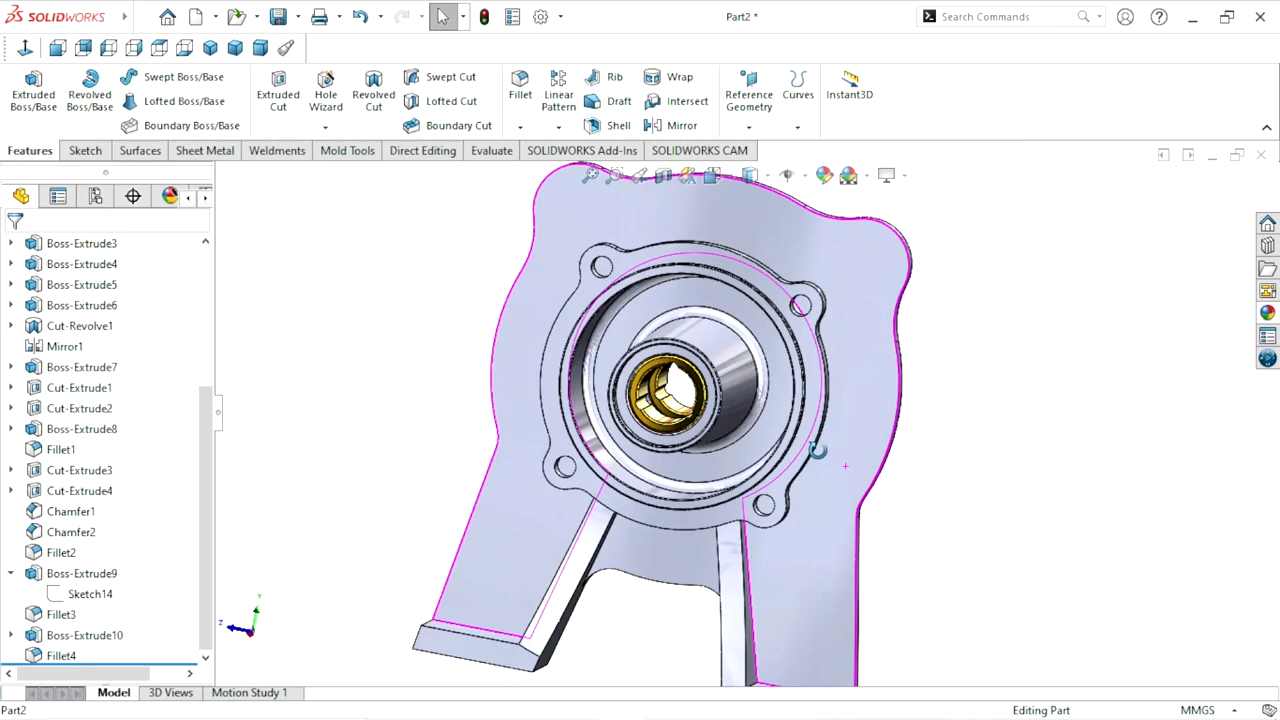 SOLIDWORKS
Part2 *
Search Commands
Extruded Boss/Base
Revolved Boss/Base
Swept Boss/Base
Lofted Boss/Base
Boundary Boss/Base
Extruded Cut
Hole Wizard
Revolved Cut
Swept Cut
Lofted Cut
Boundary Cut
Fillet
Linear Pattern
Rib
Draft
Shell
Wrap
Intersect
Mirror
Reference Geometry
Curves
Instant3D
Features
Sketch
Surfaces
Sheet Metal
Weldments
Mold Tools
Direct Editing
Evaluate
SOLIDWORKS Add-Ins
SOLIDWORKS CAM
Boss-Extrude3
Boss-Extrude4
Boss-Extrude5
Boss-Extrude6
Cut-Revolve1
Mirror1
Boss-Extrude7
Cut-Extrude1
Cut-Extrude2
Boss-Extrude8
Fillet1
Cut-Extrude3
Cut-Extrude4
Chamfer1
Chamfer2
Fillet2
Boss-Extrude9
Sketch14
Fillet3
Boss-Extrude10
Fillet4
Y
Z
Model
3D Views
Motion Study 1
Part2
Editing Part
MMGS